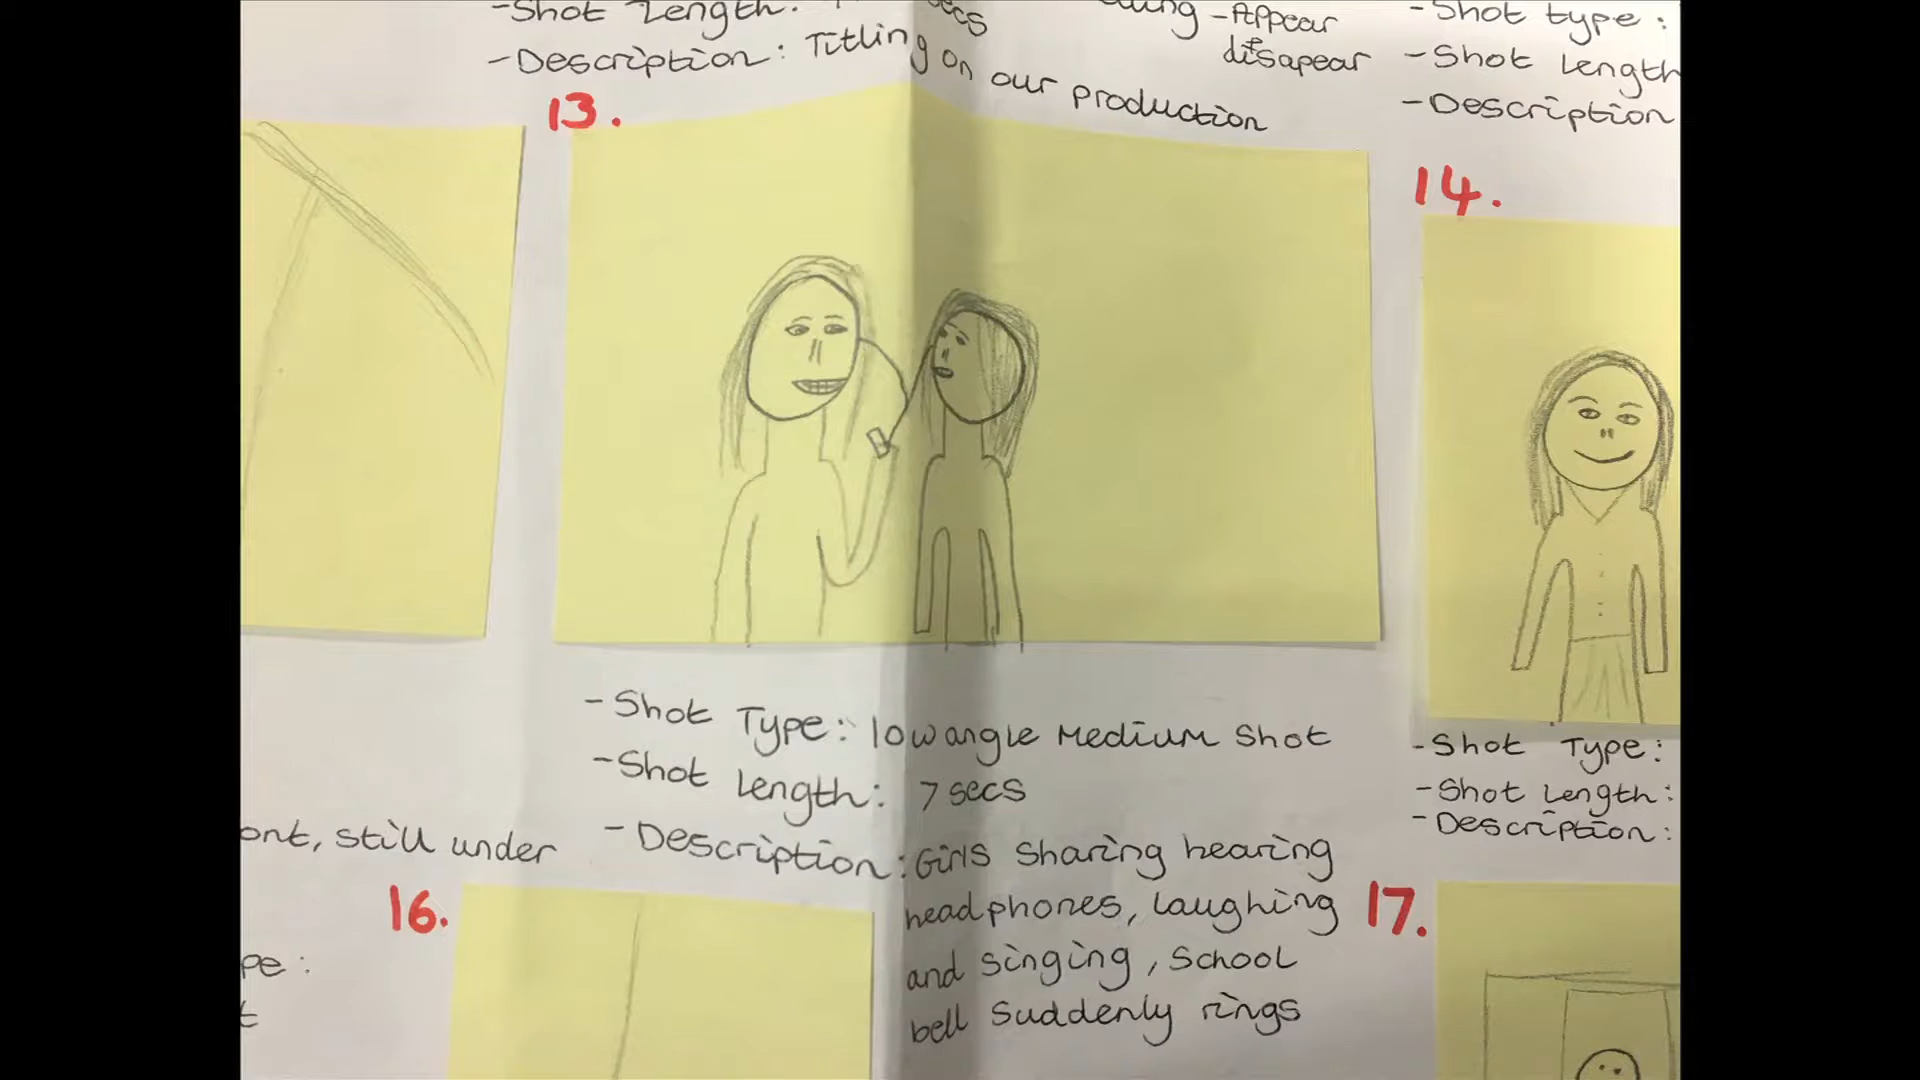 -Shot Length:
secs
-Description: Titling on our production
-Appear
disapear
-Shot type:
-Shot Length
-Description
13.
14.
-Shot Type: low angle Medium Shot
-Shot Length: 7 secs
-Description: Girls Sharing hearing
headphones, Laughing
and singing, School
bell Suddenly rings
-Shot Type:
-Shot Length:
-Description:
ont, still under
16.
pe:
t
17.